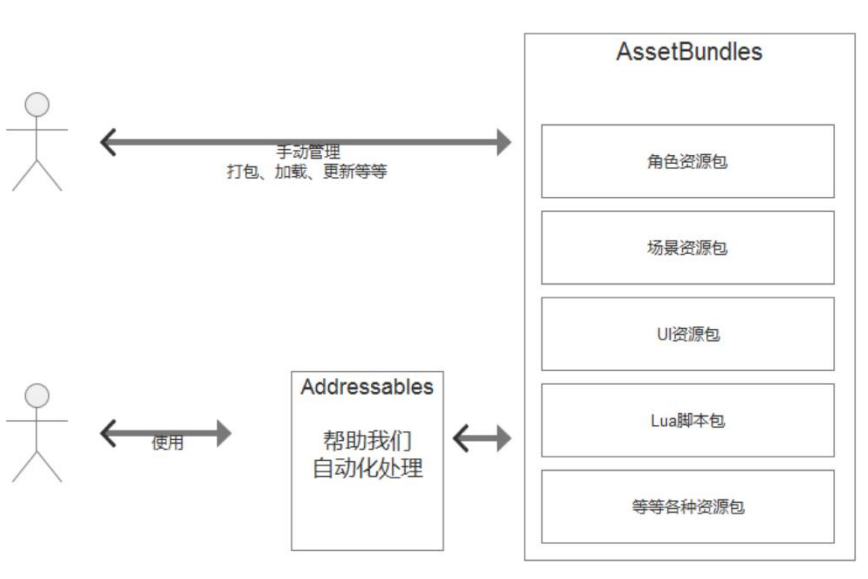 AssetBundles
手动管理
打包、加载、更新等等
角色资源包
场景资源包
UI资源包
Lua脚本包
等等各种资源包
使用
Addressables
帮助我们
自动化处理